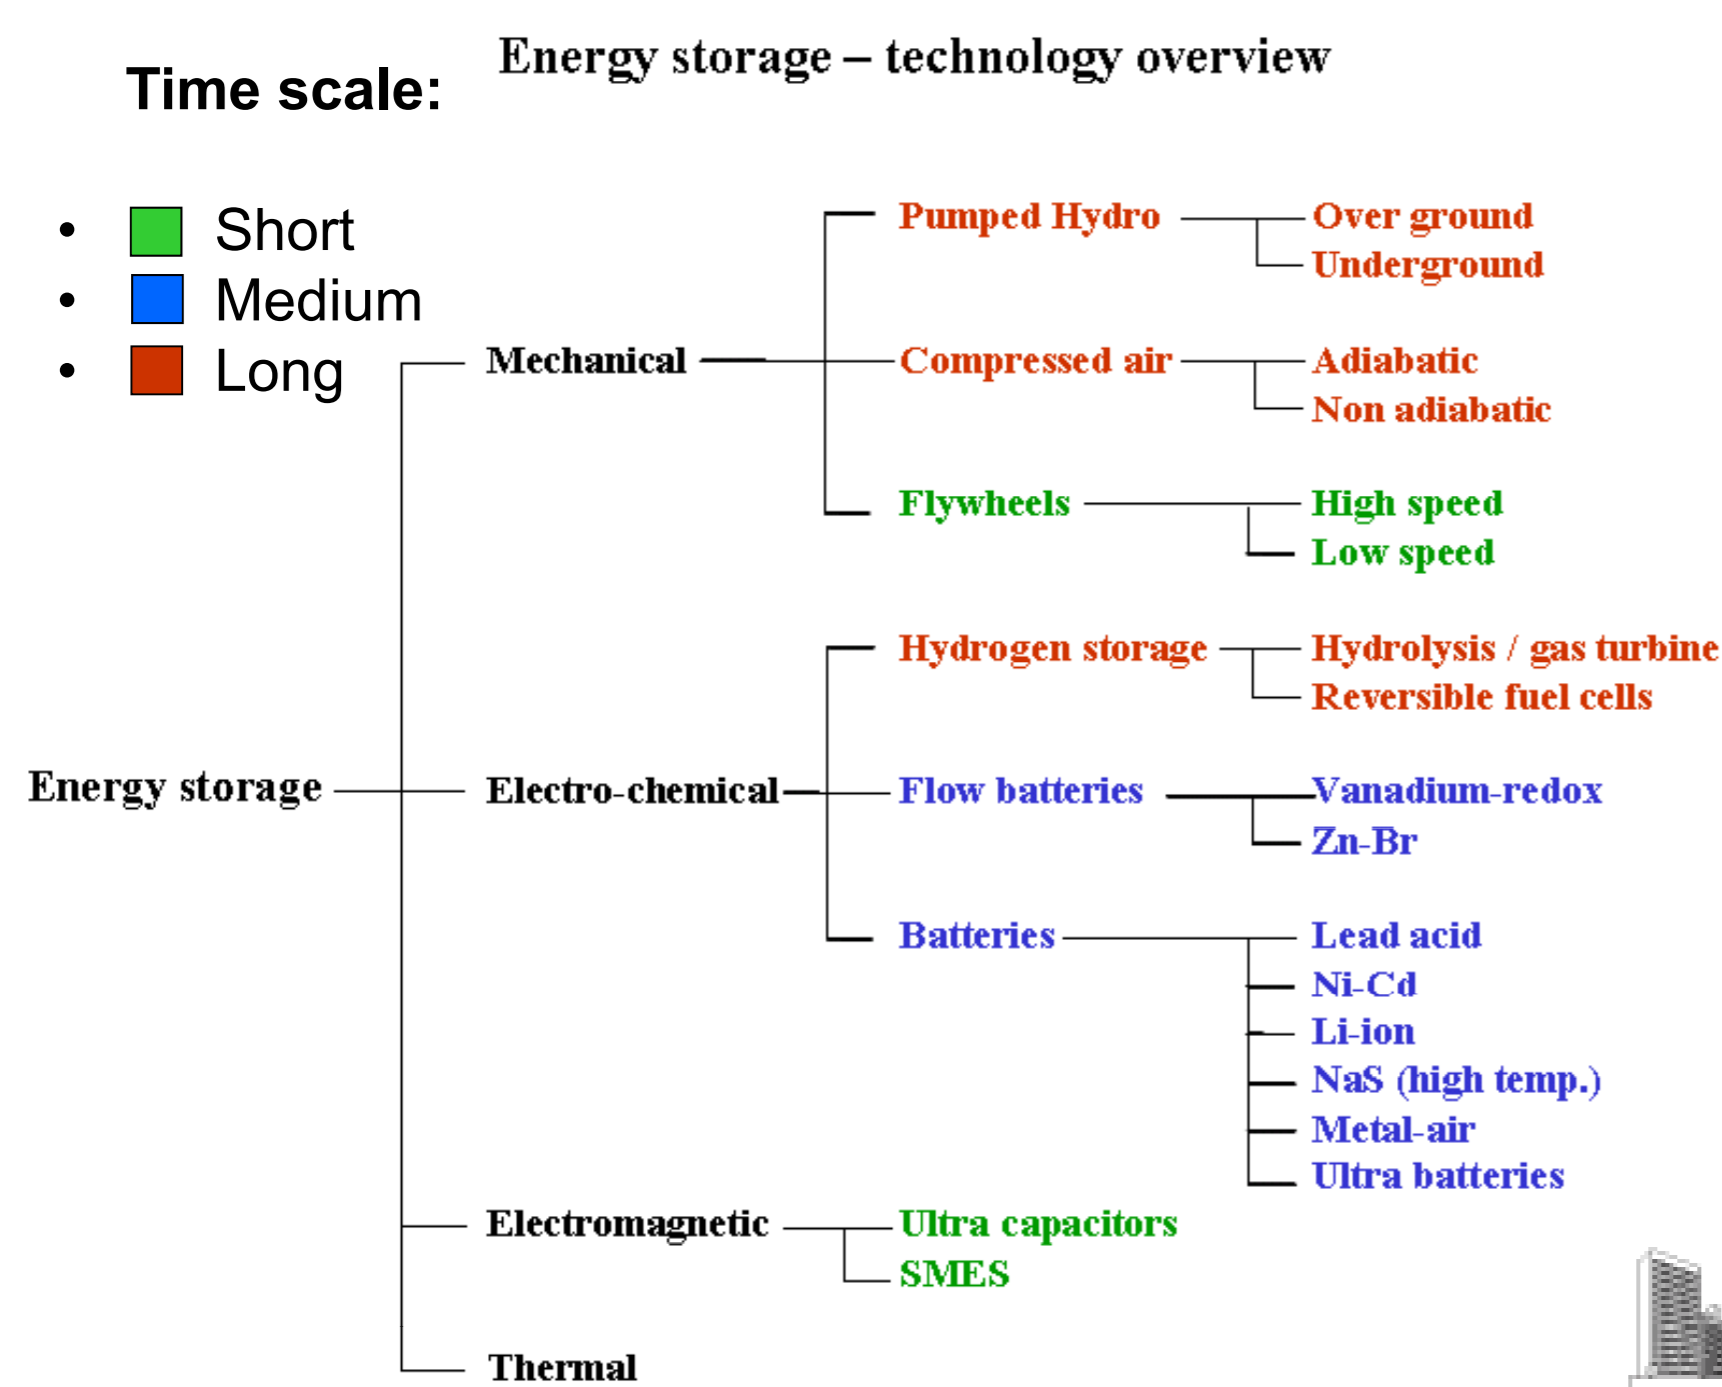 Energy storage – technology overview
Time scale:
• Short
• Medium
• Long
Energy storage
Mechanical
Pumped Hydro
Over ground
Underground
Compressed air
Adiabatic
Non adiabatic
Flywheels
High speed
Low speed
Electro-chemical
Hydrogen storage
Hydrolysis / gas turbine
Reversible fuel cells
Flow batteries
Vanadium-redox
Zn-Br
Batteries
Lead acid
Ni-Cd
Li-ion
NaS (high temp.)
Metal-air
Ultra batteries
Electromagnetic
Ultra capacitors
SMES
Thermal